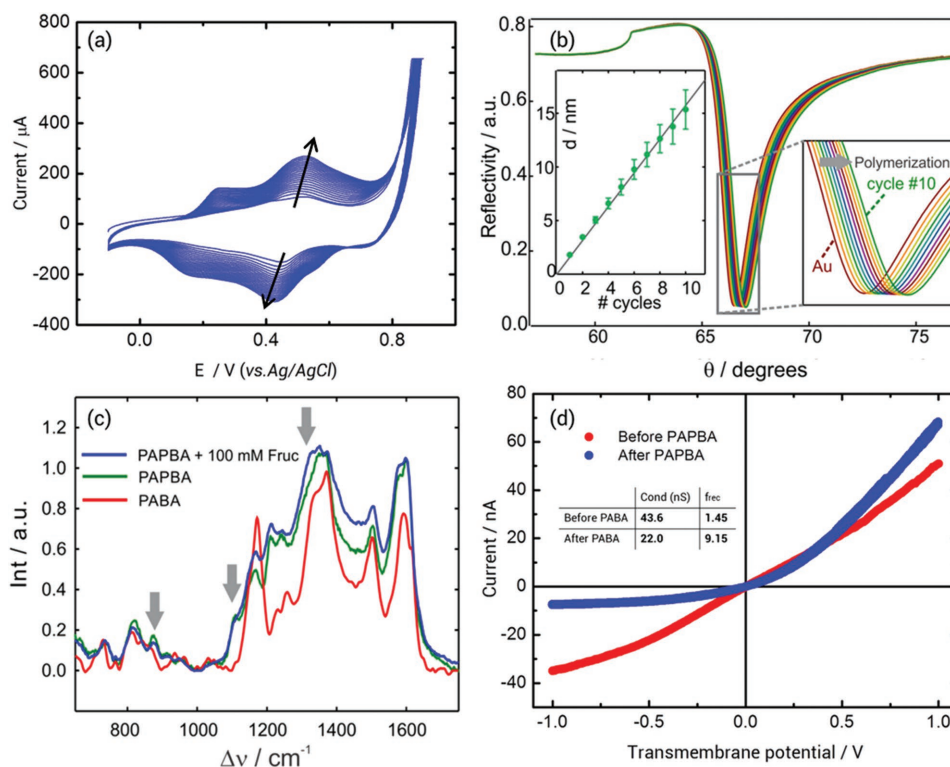 (a)
800
600
400
200
0
-200
-400
Current / µA
0.0
0.4
0.8
E / V (vs.Ag/AgCl)
(b)
0.8
0.6
0.4
0.2
0.0
Reflectivity / a.u.
15
10
5
0
d / nm
0 2 4 6 8 10
# cycles
Polymerization
cycle #10
Au
60
65
70
75
θ / degrees
(c)
1.2
1.0
0.8
0.6
0.4
0.2
0.0
Int / a.u.
PAPBA + 100 mM Fruc
PAPBA
PABA
800
1000
1200
1400
1600
Δν / cm-1
(d)
80
60
40
20
0
-20
-40
Current / nA
Before PAPBA
After PAPBA
Cond (nS) frec
Before PABA 43.6 1.45
After PABA 22.0 9.15
-1.0
-0.5
0.0
0.5
1.0
Transmembrane potential / V